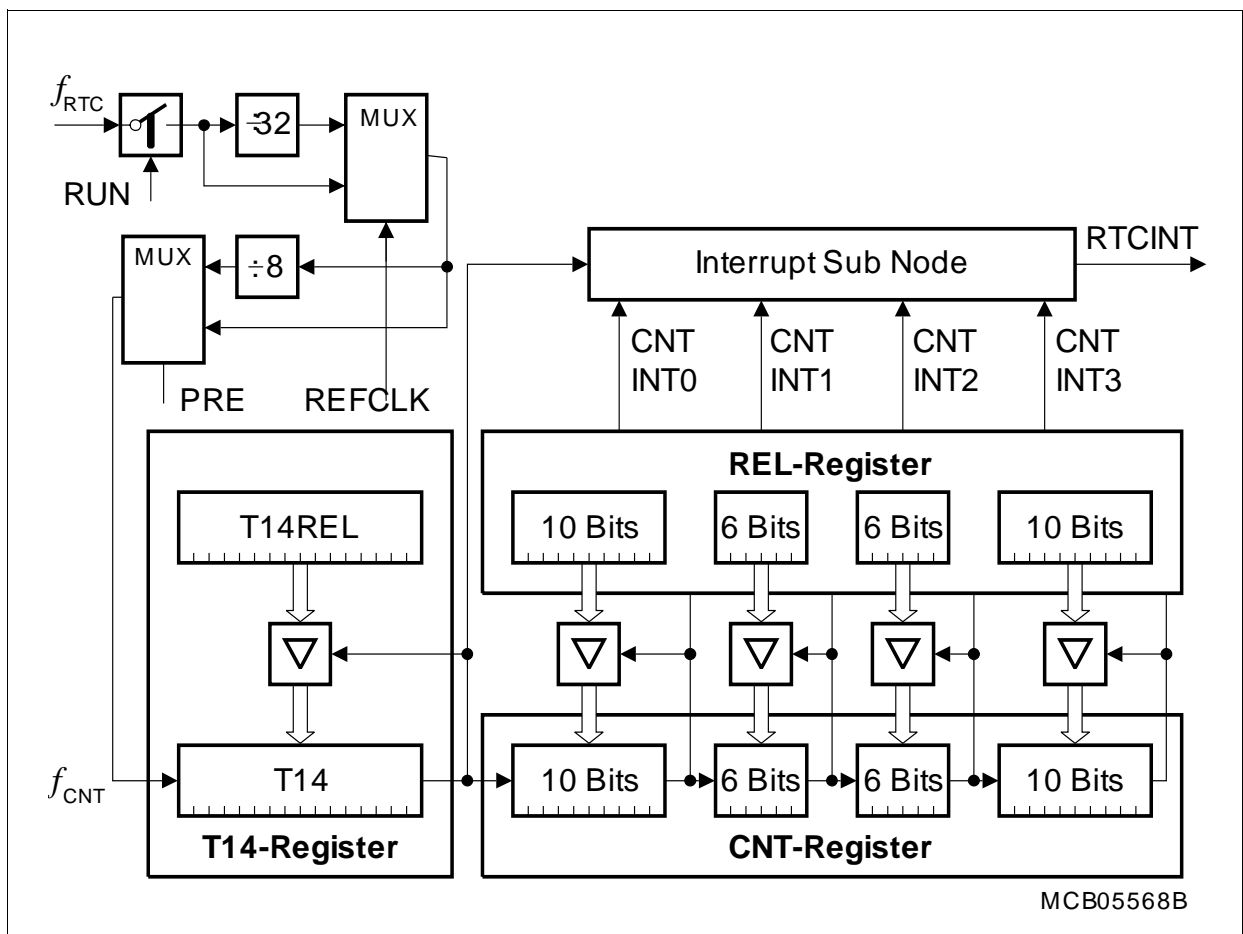 fRTC
÷32
MUX
RUN
MUX
÷8
Interrupt Sub Node
RTCINT
CNT INT0
CNT INT1
CNT INT2
CNT INT3
PRE
REFCLK
REL-Register
T14REL
10 Bits
6 Bits
6 Bits
10 Bits
fCNT
T14
10 Bits
6 Bits
6 Bits
10 Bits
T14-Register
CNT-Register
MCB05568B